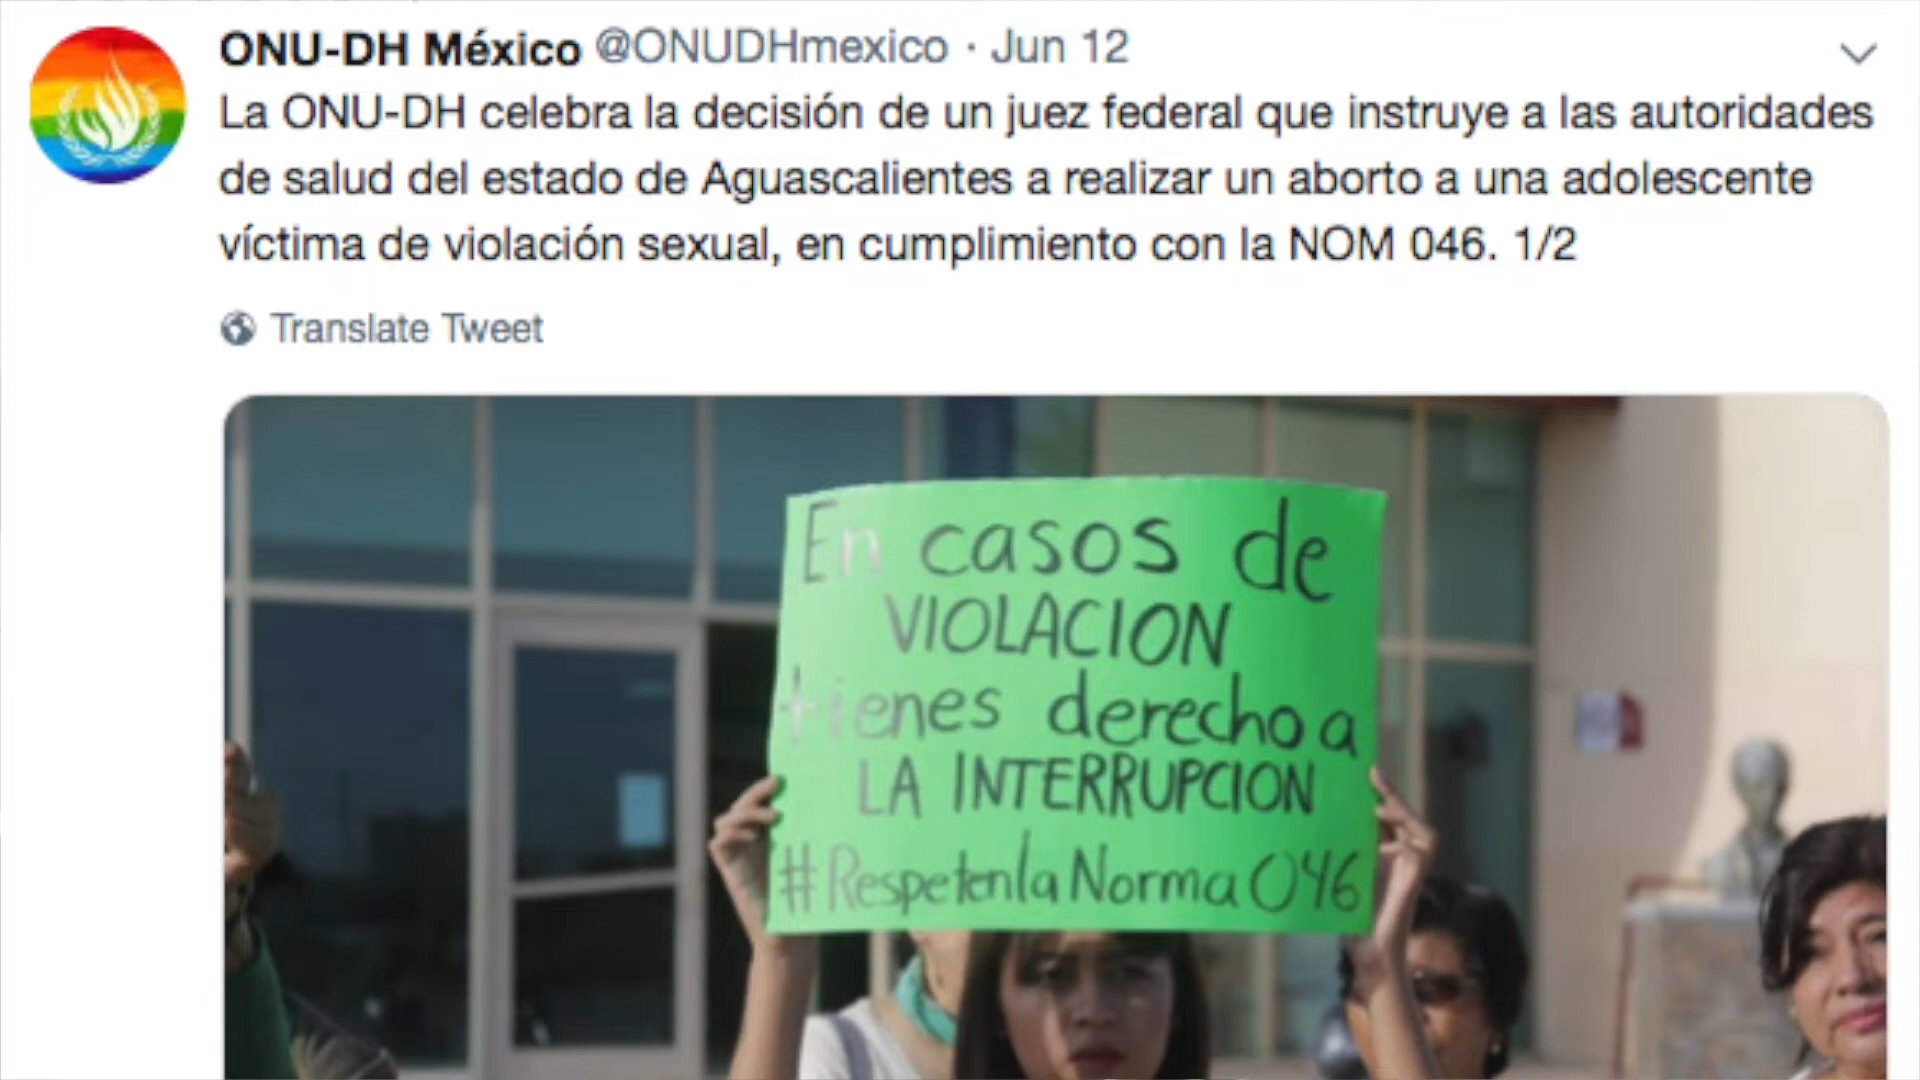 ONU-DH México @ONUDHmexico · Jun 12
La ONU-DH celebra la decisión de un juez federal que instruye a las autoridades
de salud del estado de Aguascalientes a realizar un aborto a una adolescente
víctima de violación sexual, en cumplimiento con la NOM 046. 1/2
Translate Tweet
En casos de
VIOLACION
tienes derecho a
LA INTERRUPCION
#RespetenlaNorma046